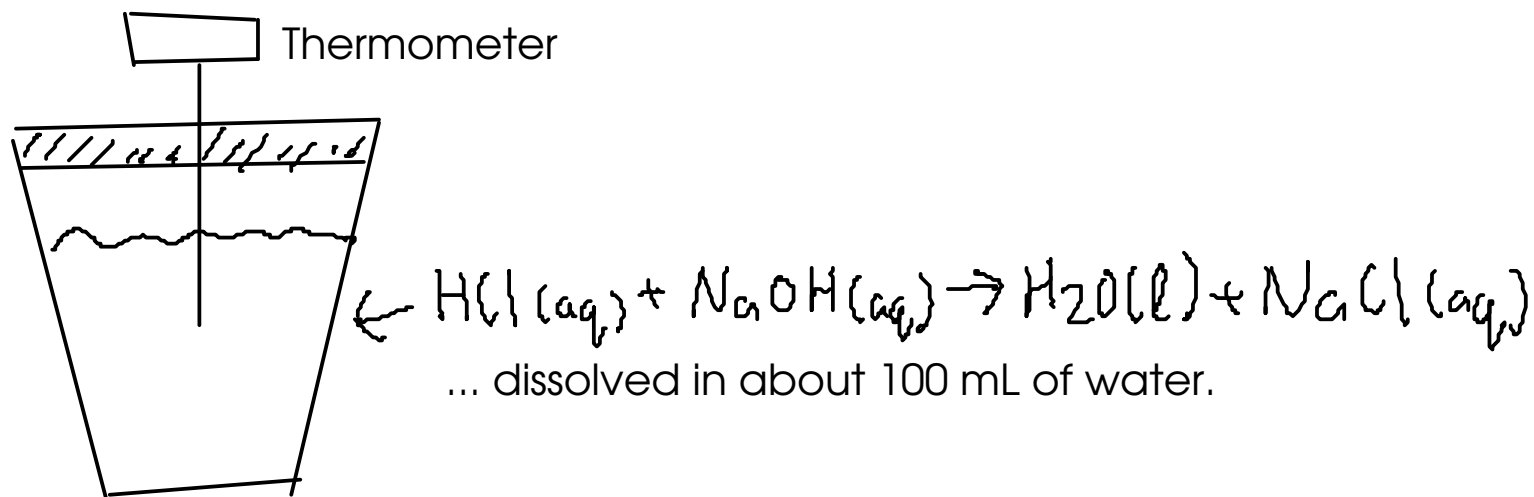 Thermometer
HCl (aq) + NaOH (aq) → H2O (l) + NaCl (aq)
... dissolved in about 100 mL of water.